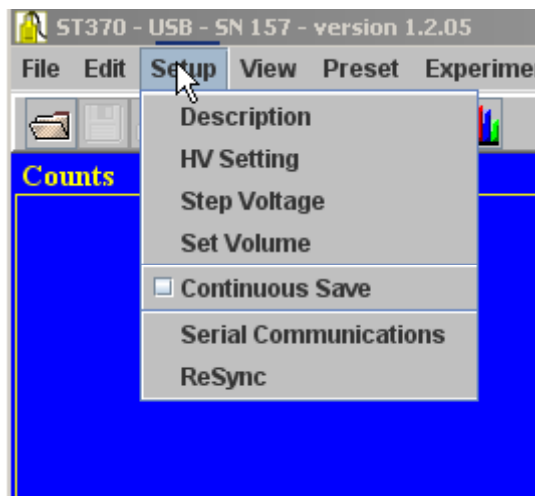 ST370 - USB - SN 157 - version 1.2.05
File Edit Setup View Preset Experime
Counts
Description
HV Setting
Step Voltage
Set Volume
Continuous Save
Serial Communications
ReSync